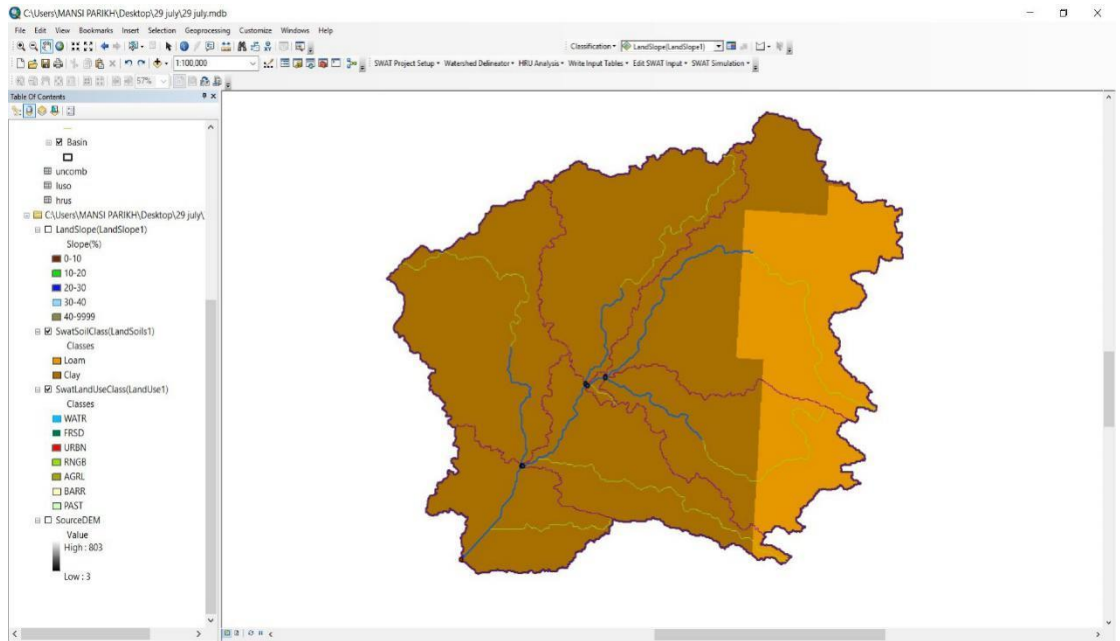 C:\Users\MANSI PARIKH\Desktop\29 july\29 july.mdb
File Edit View Bookmarks Insert Selection Geoprocessing Customize Windows Help
Classification LandSlope(LandSlope1)
1:100,000 SWAT Project Setup Watershed Delineator HRU Analysis Write Input Tables Edit SWAT Input SWAT Simulation
57%
Table Of Contents
Basin
uncomb
luso
hrus
C:\Users\MANSI PARIKH\Desktop\29 july\
LandSlope(LandSlope1)
Slope(%)
0-10
10-20
20-30
30-40
40-9999
SwatSoilClass(LandSoils1)
Classes
Loam
Clay
SwatLandUseClass(LandUse1)
Classes
WATR
FRSD
URBN
RNGB
AGRL
BARR
PAST
SourceDEM
Value
High : 803
Low : 3